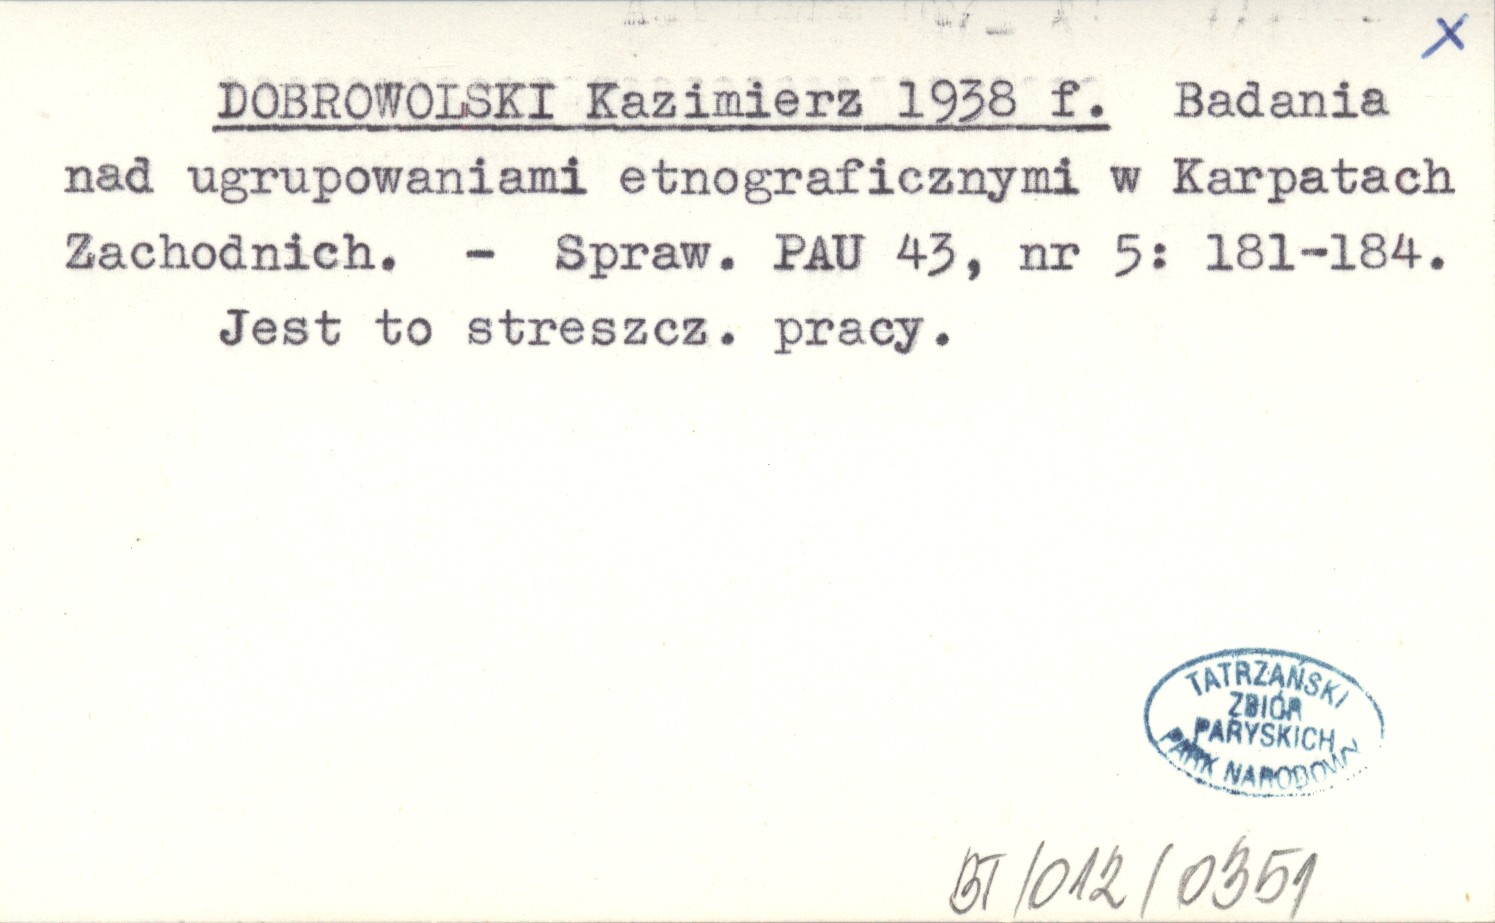 X
DOBROWOLSKI Kazimierz 1938 f. Badania
nad ugrupowaniami etnograficznymi w Karpatach
Zachodnich. - Spraw. PAU 43, nr 5: 181-184.
Jest to streszcz. pracy.
TATRZAŃSKI
ZBIÓR
PARYSKICH
PARK NARODOWY
BT/012/0351